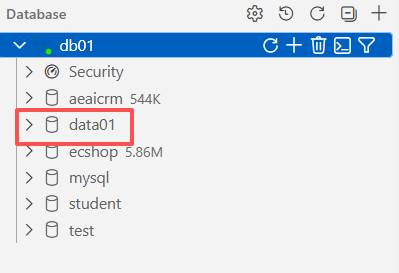 Database
db01
Security
aeaicrm 544K
data01
ecshop 5.86M
mysql
student
test